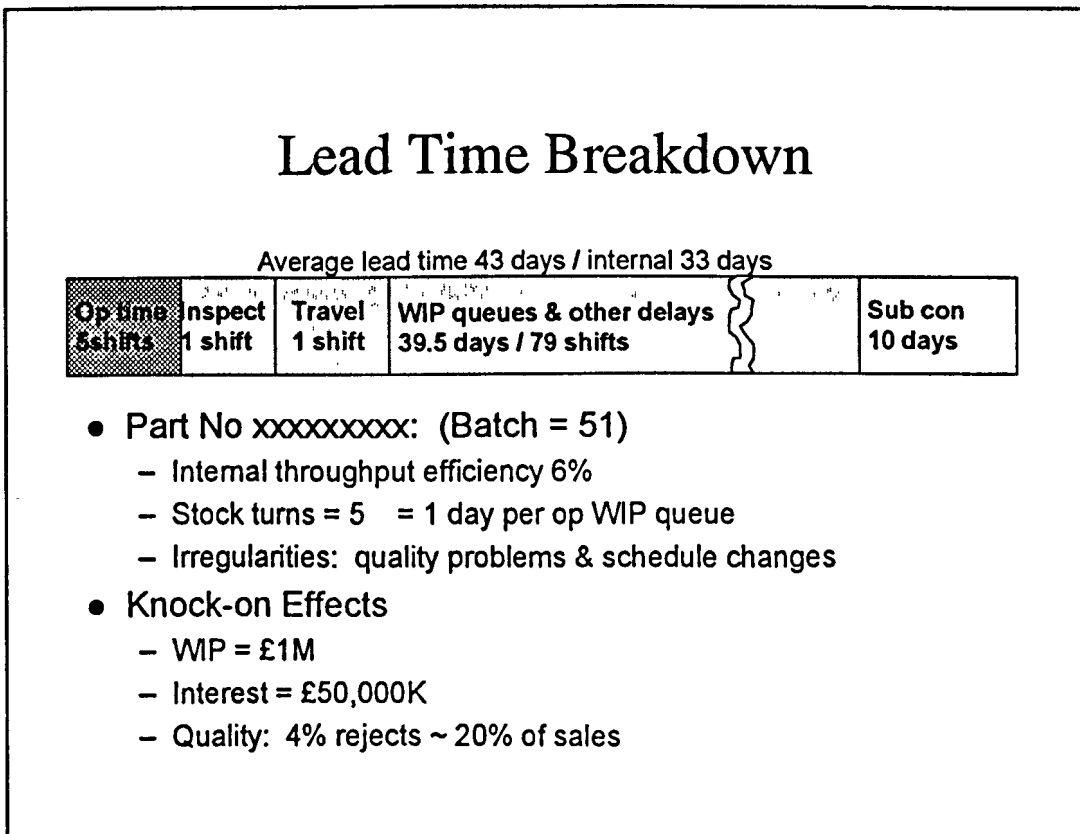 Lead Time Breakdown
Average lead time 43 days / internal 33 days
Op time
5shifts
Inspect
1 shift
Travel
1 shift
WIP queues & other delays
39.5 days / 79 shifts
Sub con
10 days
• Part No xxxxxxxxx: (Batch = 51)
– Internal throughput efficiency 6%
– Stock turns = 5 = 1 day per op WIP queue
– Irregularities: quality problems & schedule changes
• Knock-on Effects
– WIP = £1M
– Interest = £50,000K
– Quality: 4% rejects ~ 20% of sales